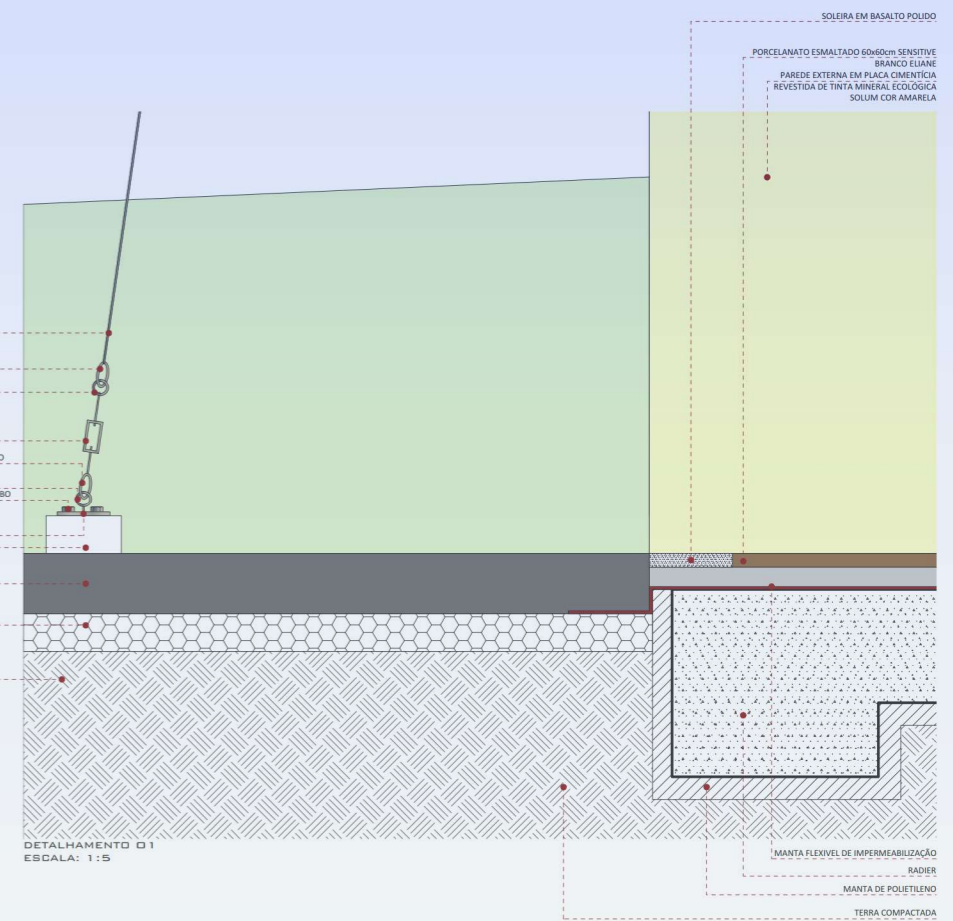 SOLEIRA EM BASALTO POLIDO
PORCELANATO ESMALTADO 60x60cm SENSITIVE
BRANCO ELIANE
PAREDE EXTERNA EM PLACA CIMENTÍCIA
REVESTIDA DE TINTA MINERAL ECOLÓGICA
SOLUM COR AMARELA
DETALHAMENTO 01
ESCALA: 1:5
MANTA FLEXIVEL DE IMPERMEABILIZAÇÃO
RADIER
MANTA DE POLIETILENO
TERRA COMPACTADA